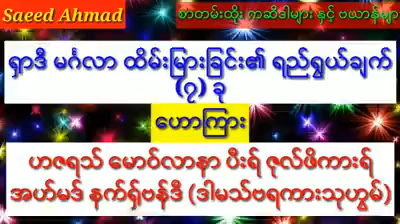 Saeed Ahmad
စာတမ်းထိုး ကဆီဒါများ နှင့် ဗယာန်မျာ
ရှာဒီ မင်္ဂလာ ထိမ်းမြားခြင်း၏ ရည်ရွယ်ချက်
(၇) ခု
ဟောကြား
ဟဇရသ် မောဝ်လာနာ ပီးရ် ဇုလ်ဖိကားရ်
အဟ်မဒ် နက်ရှ်ဗန်ဒီ (ဒါမသ်ဗရကားသုဟွမ်)